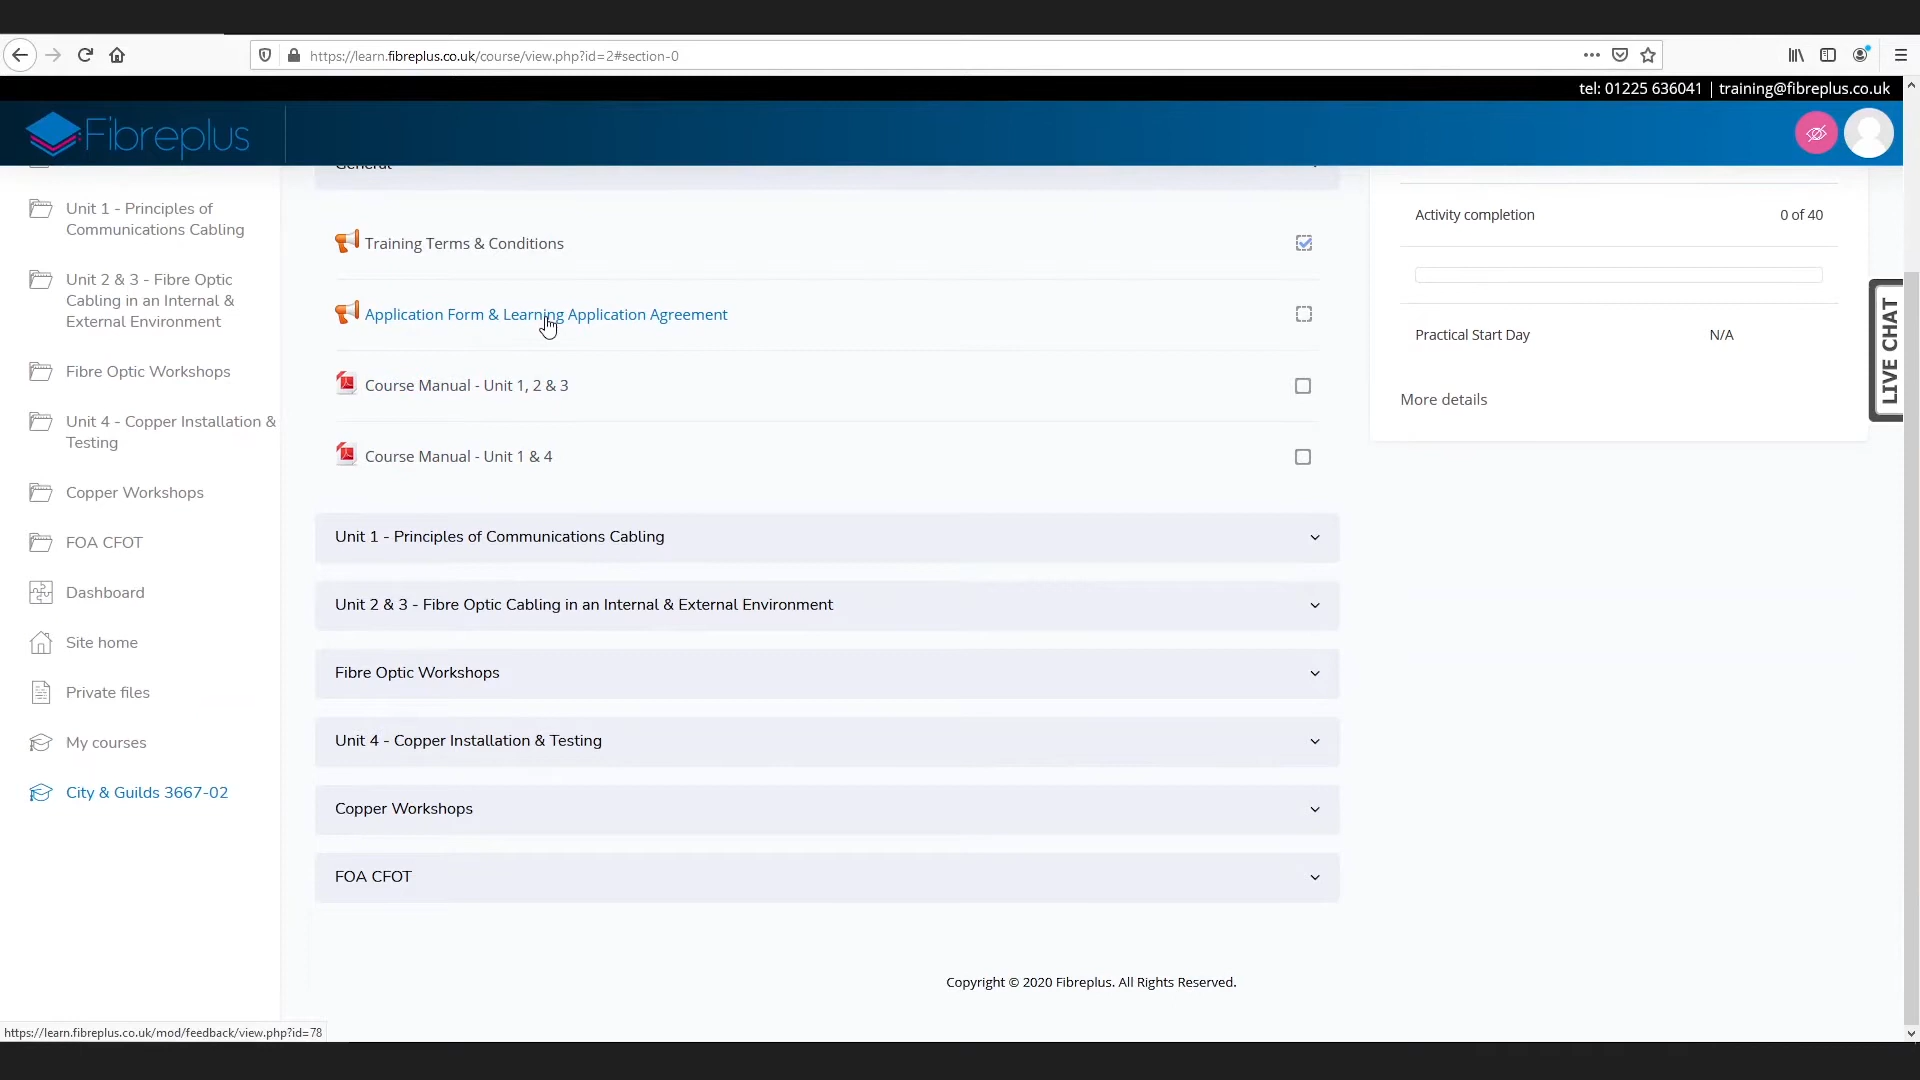 https://learn.fibreplus.co.uk/course/view.php?id=2#section-0
tel: 01225 636041 | training@fibreplus.co.uk
Fibreplus
General
Unit 1 - Principles of
Communications Cabling
Unit 2 & 3 - Fibre Optic
Cabling in an Internal &
External Environment
Fibre Optic Workshops
Unit 4 - Copper Installation &
Testing
Copper Workshops
FOA CFOT
Dashboard
Site home
Private files
My courses
City & Guilds 3667-02
Training Terms & Conditions
Application Form & Learning Application Agreement
Course Manual - Unit 1, 2 & 3
Course Manual - Unit 1 & 4
Unit 1 - Principles of Communications Cabling
Unit 2 & 3 - Fibre Optic Cabling in an Internal & External Environment
Fibre Optic Workshops
Unit 4 - Copper Installation & Testing
Copper Workshops
FOA CFOT
Activity completion 0 of 40
Practical Start Day N/A
More details
LIVE CHAT
Copyright © 2020 Fibreplus. All Rights Reserved.
https://learn.fibreplus.co.uk/mod/feedback/view.php?id=78